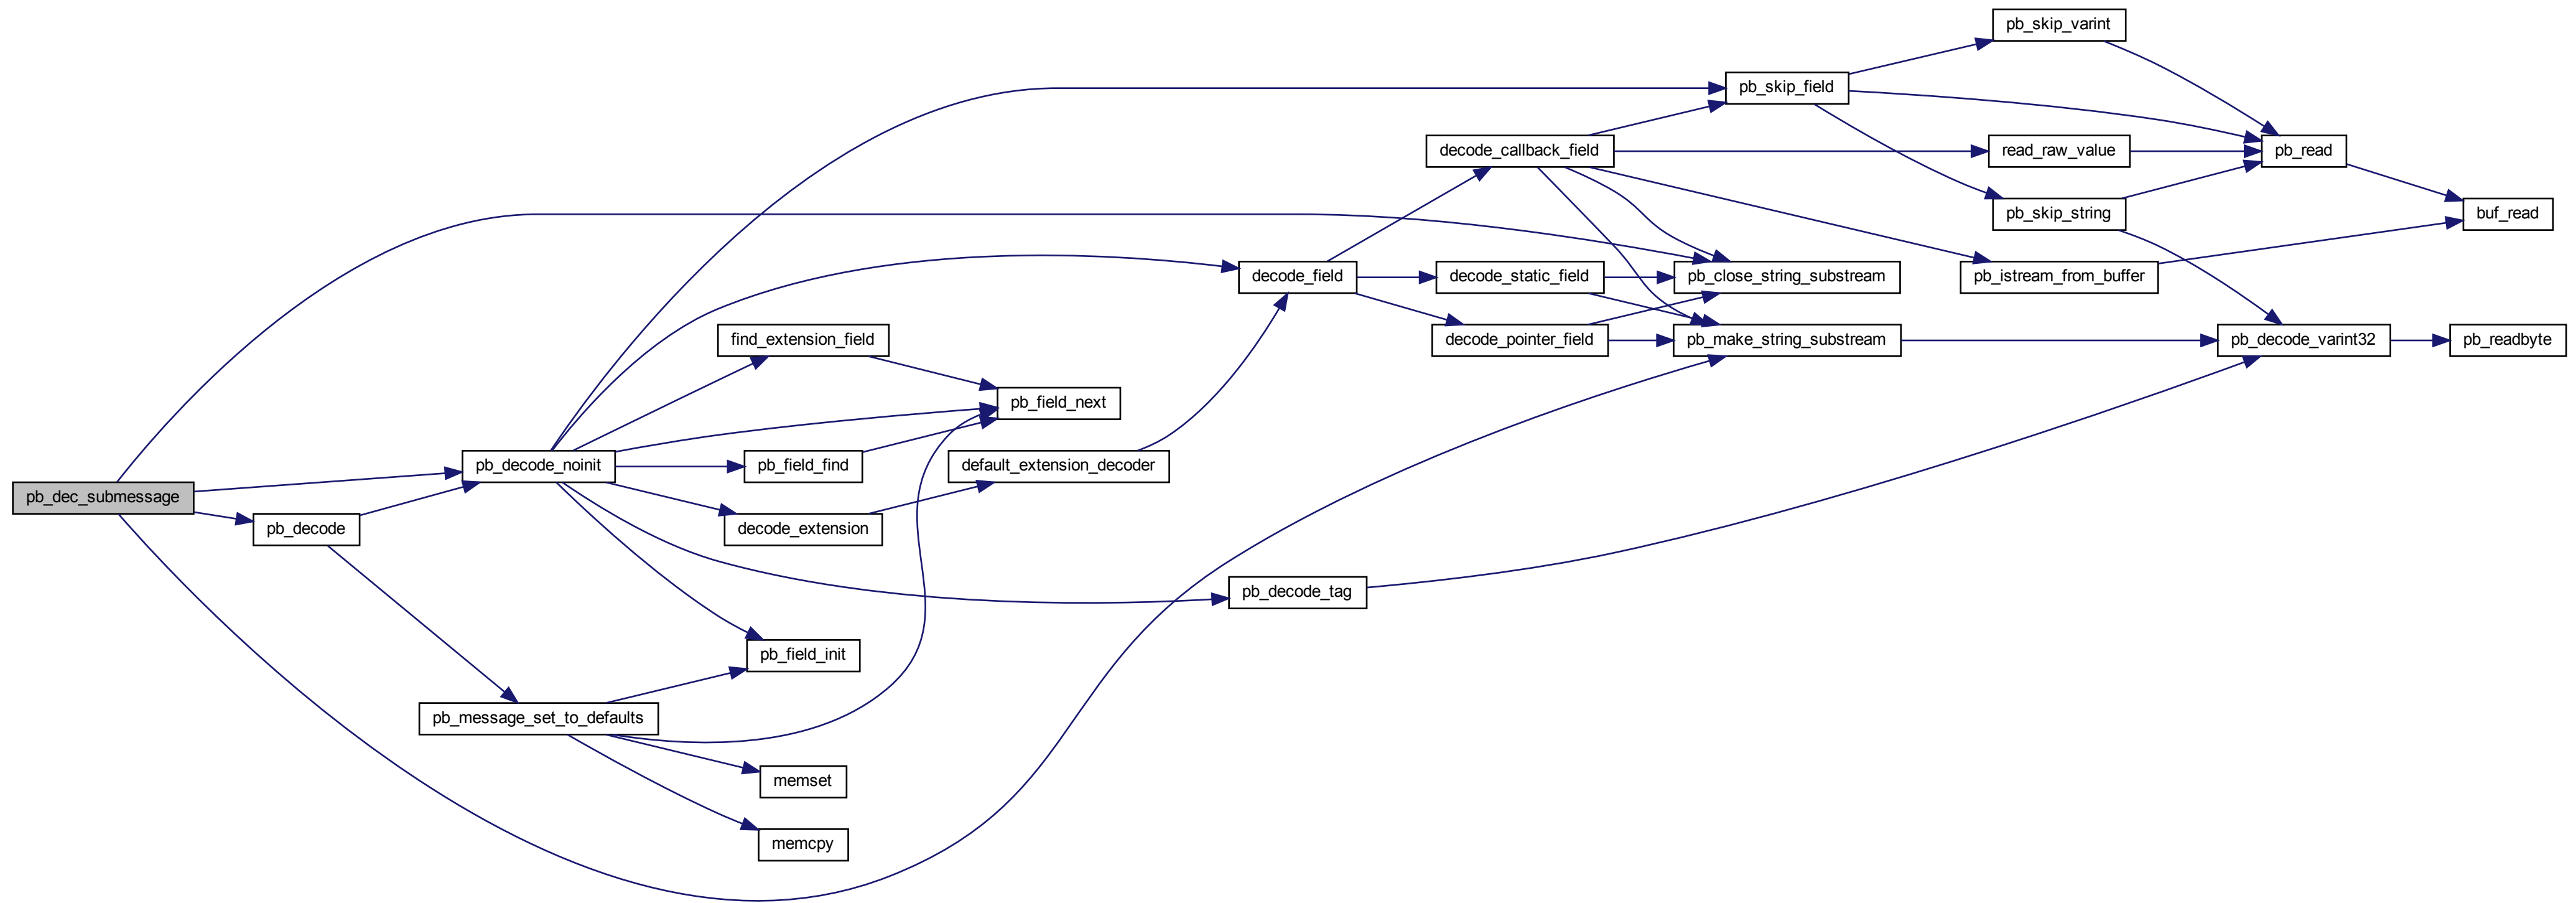 pb_skip_varint
pb_skip_field
decode_callback_field
read_raw_value
pb_read
pb_skip_string
buf_read
decode_field
decode_static_field
pb_close_string_substream
pb_istream_from_buffer
find_extension_field
decode_pointer_field
pb_make_string_substream
pb_decode_varint32
pb_readbyte
pb_field_next
pb_decode_noinit
pb_field_find
default_extension_decoder
pb_dec_submessage
pb_decode
decode_extension
pb_decode_tag
pb_field_init
pb_message_set_to_defaults
memset
memcpy